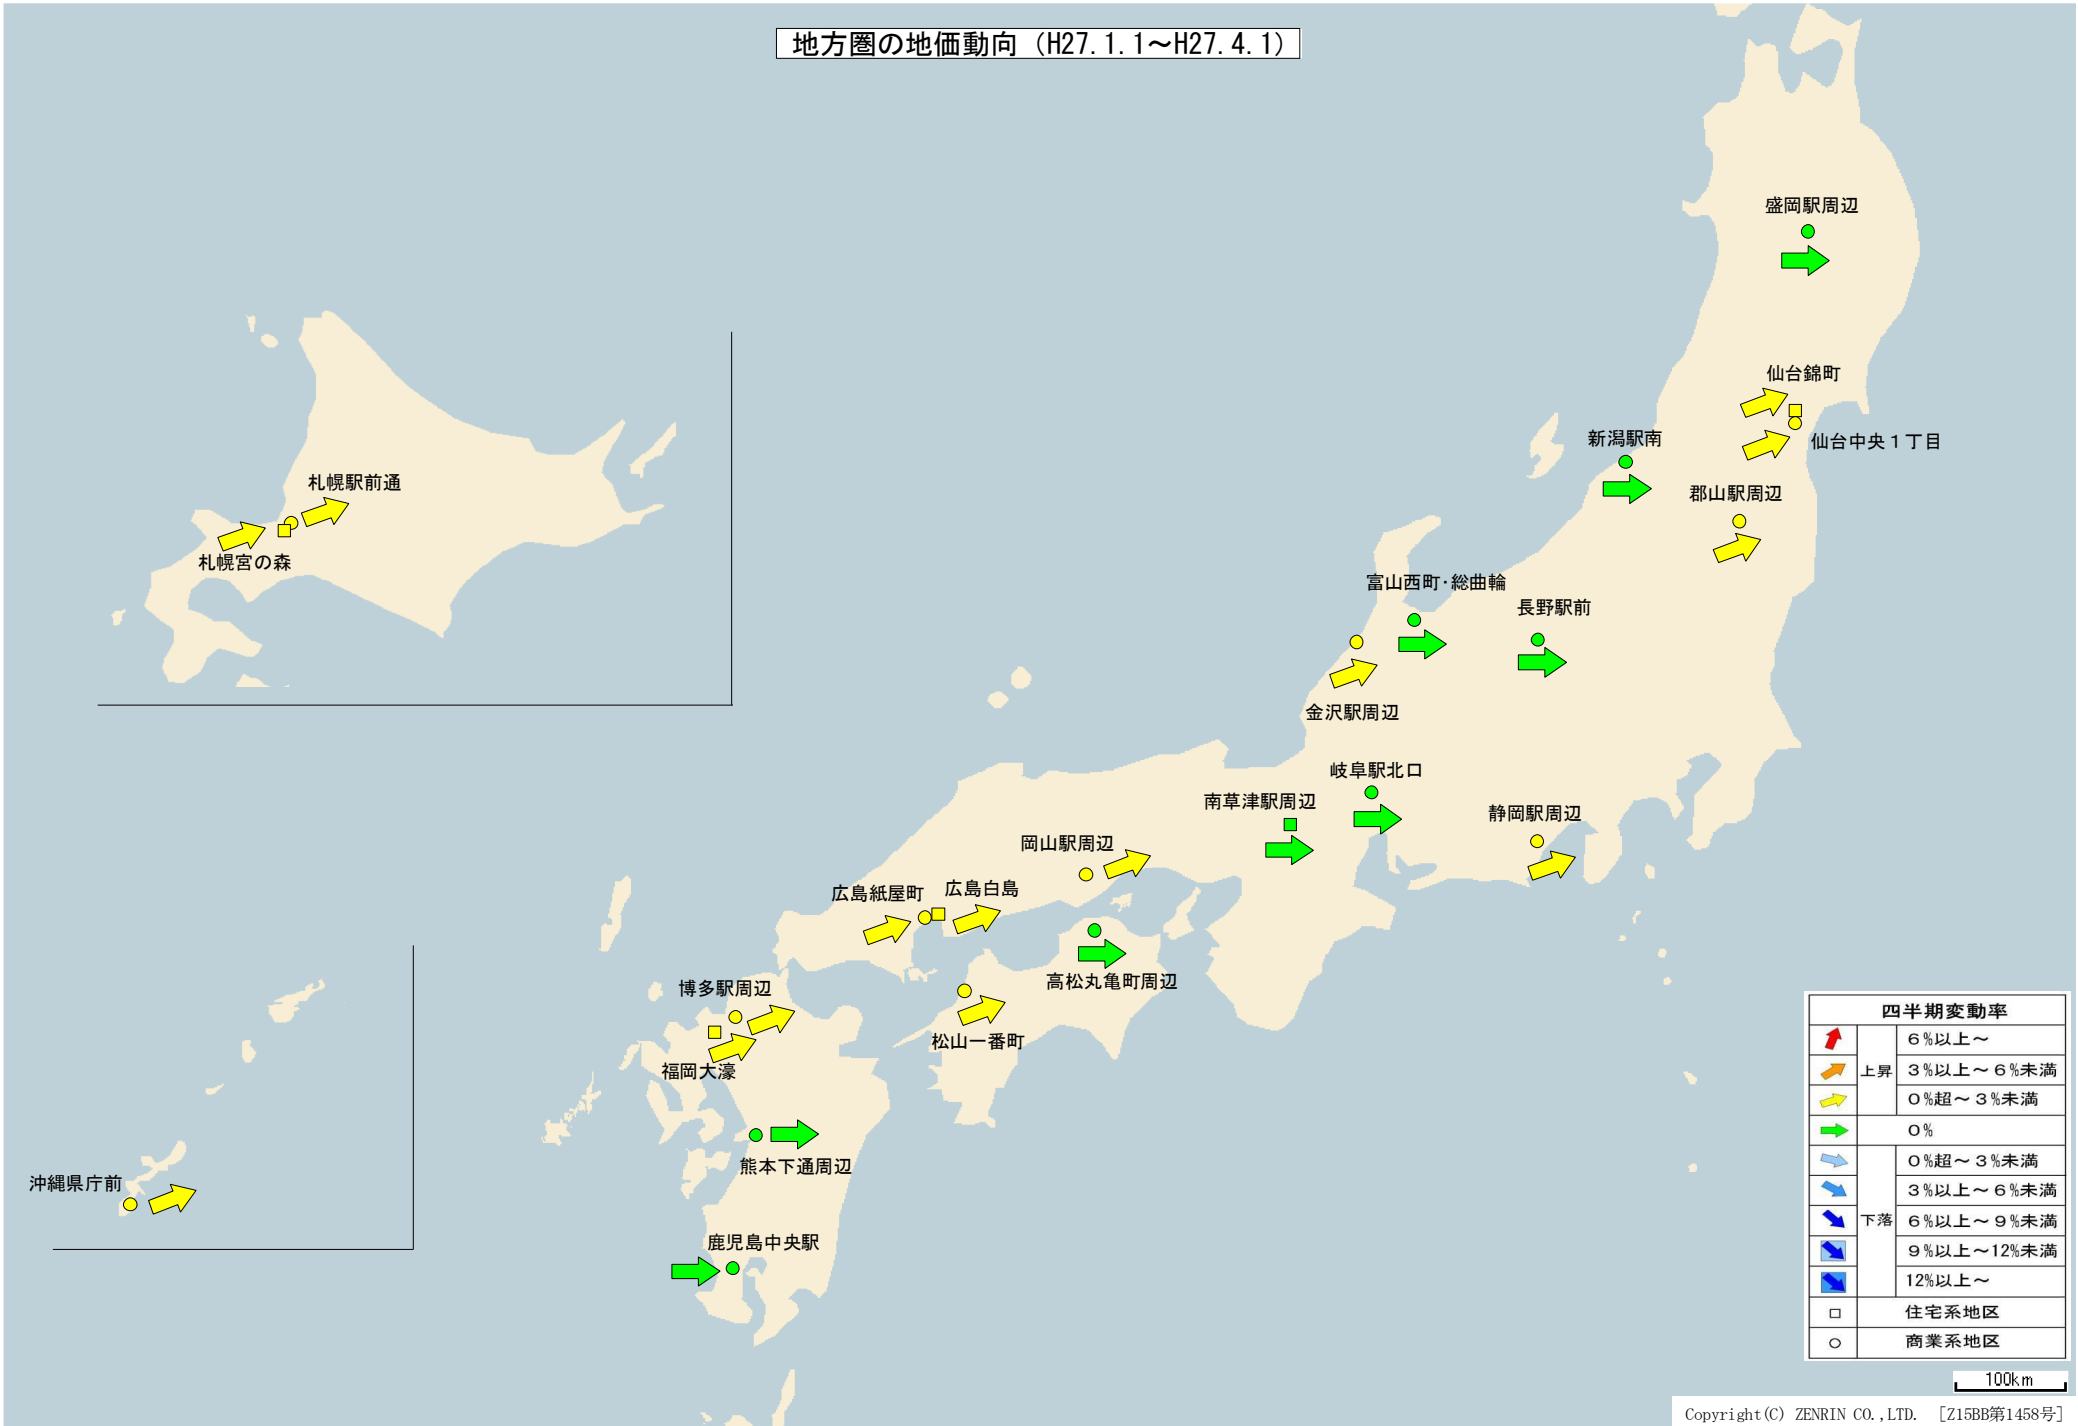 地方圏の地価動向（H27.1.1～H27.4.1）
盛岡駅周辺
仙台錦町
仙台中央１丁目
新潟駅南
郡山駅周辺
札幌駅前通
札幌宮の森
富山西町・総曲輪
長野駅前
金沢駅周辺
岐阜駅北口
南草津駅周辺
静岡駅周辺
岡山駅周辺
広島紙屋町
広島白島
高松丸亀町周辺
博多駅周辺
松山一番町
福岡大濠
熊本下通周辺
沖縄県庁前
鹿児島中央駅
四半期変動率
上昇
６%以上～
３%以上～６%未満
０%超～３%未満
０%
下落
０%超～３%未満
３%以上～６%未満
６%以上～９%未満
９%以上～12%未満
12%以上～
住宅系地区
商業系地区
100km
Copyright(C) ZENRIN CO.,LTD. [Z15BB第1458号]